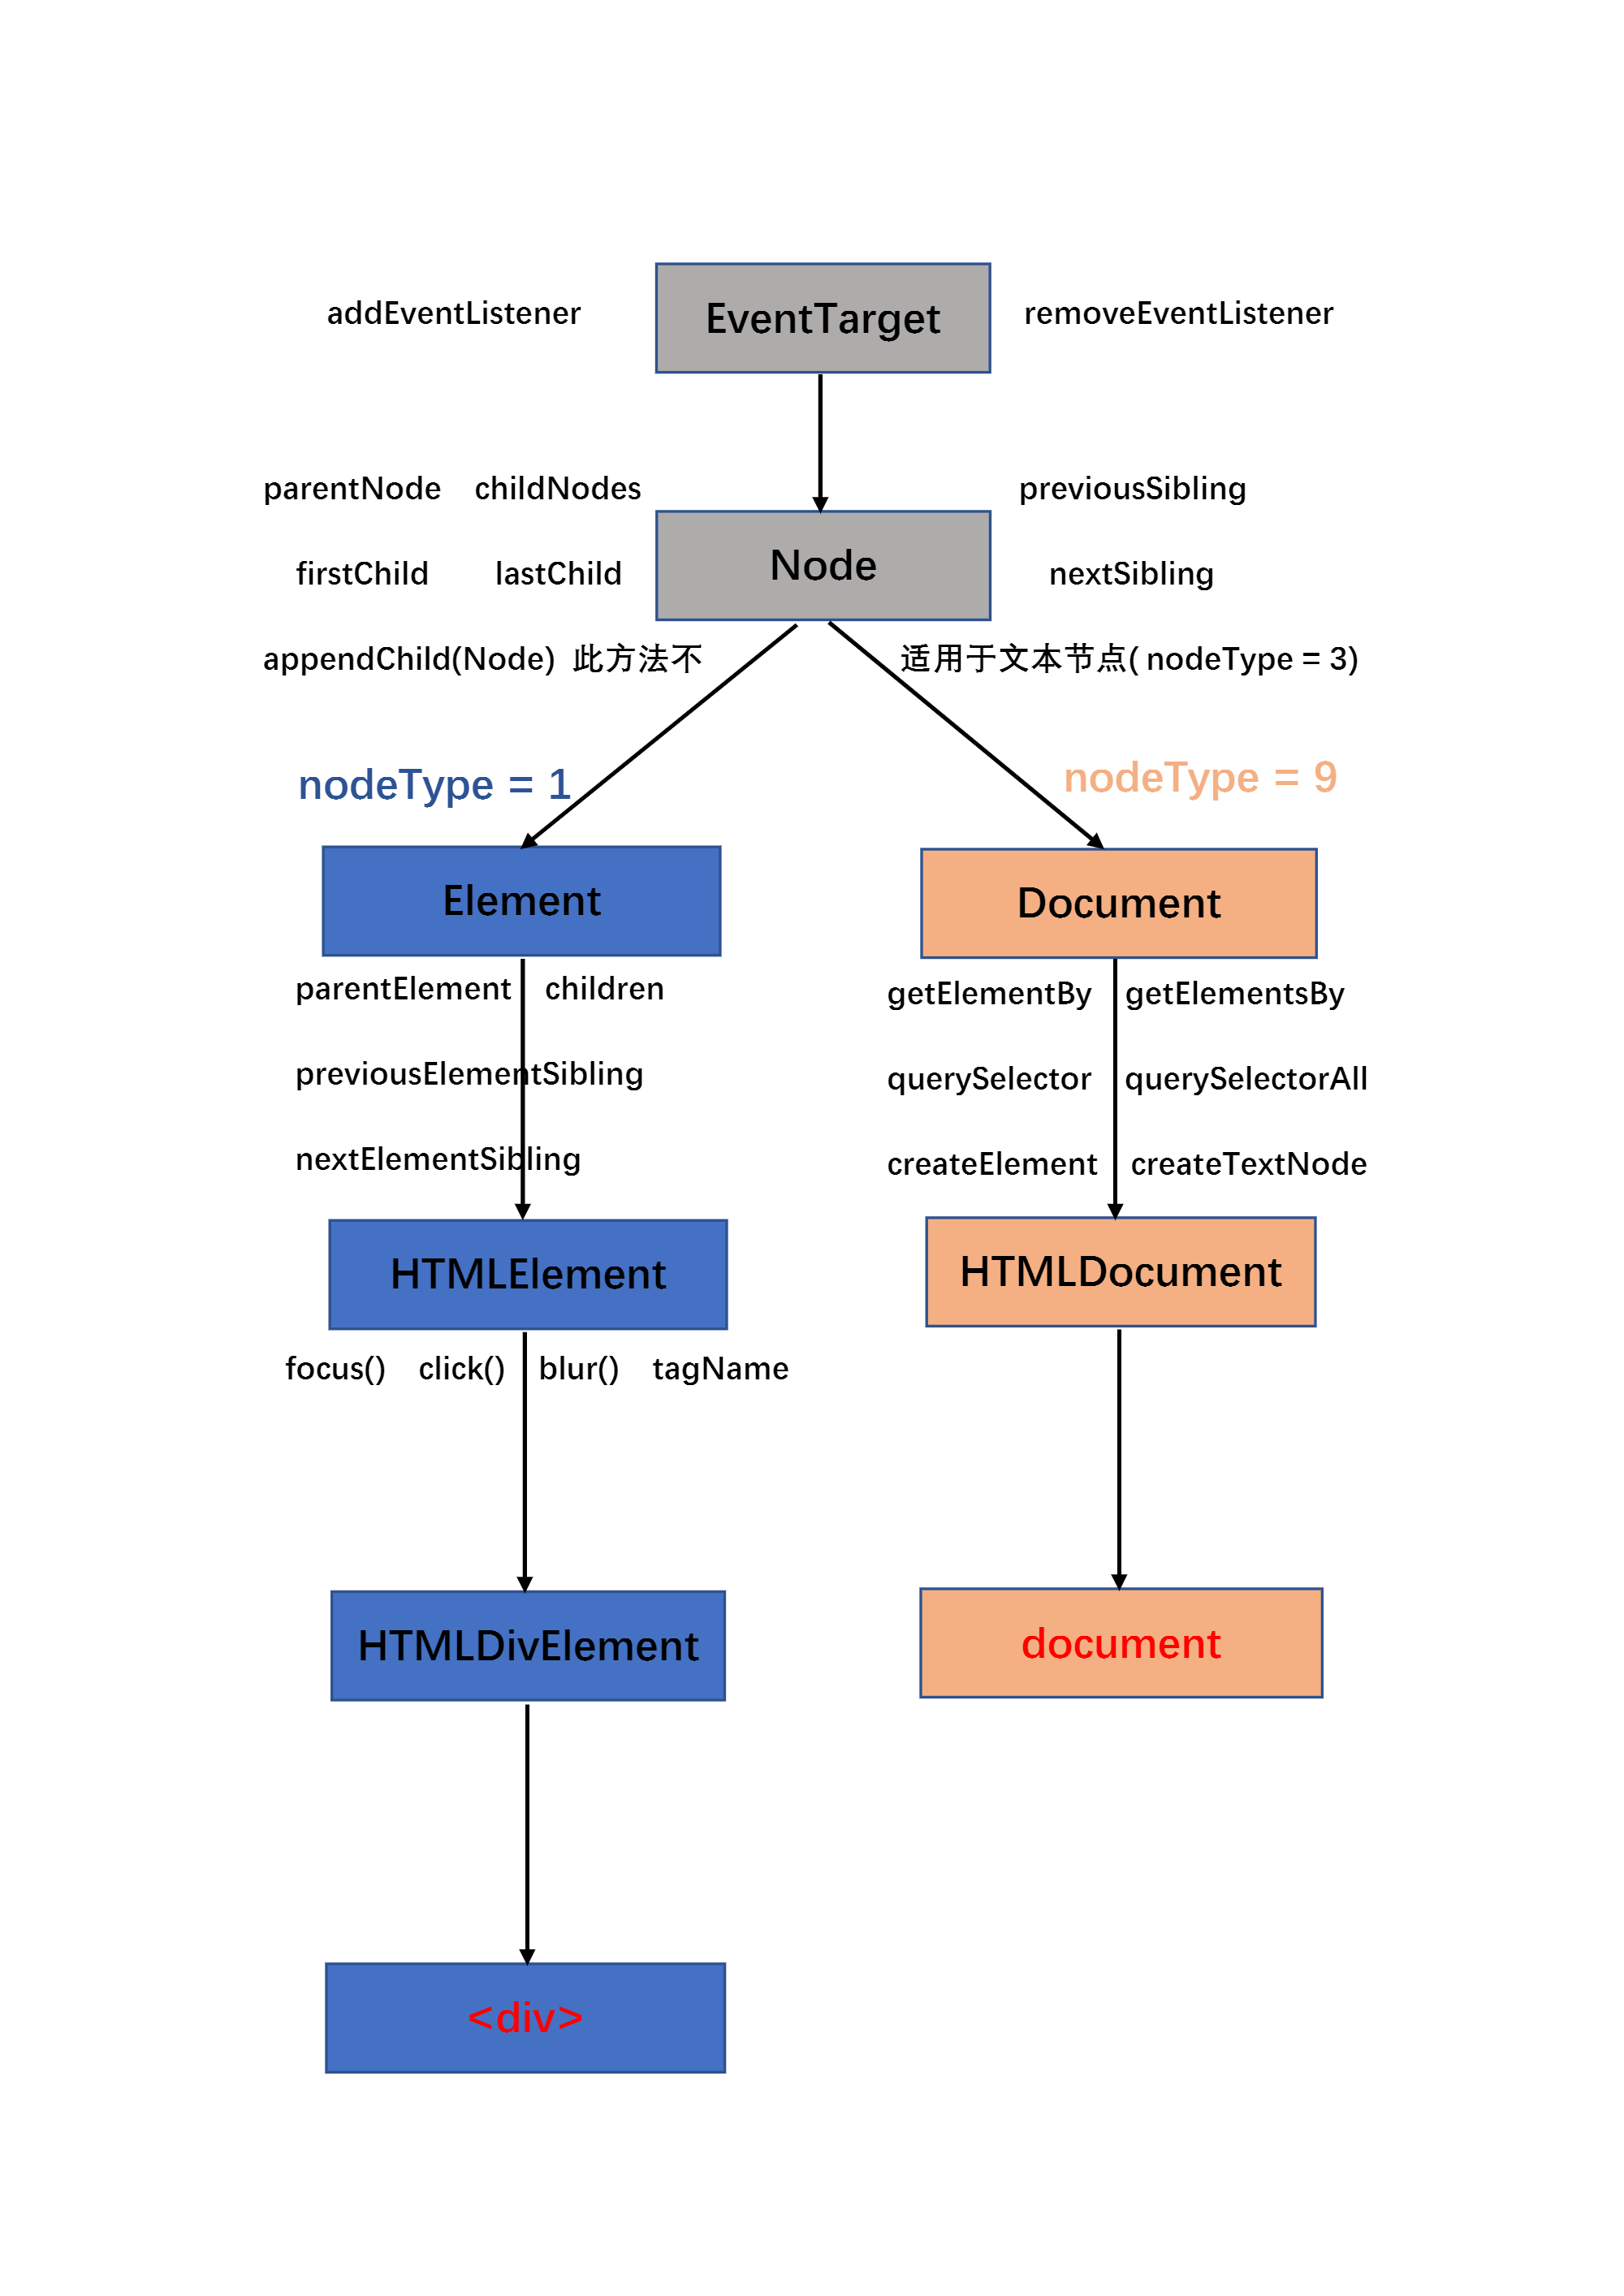 addEventListener EventTarget removeEventListener
parentNode childNodes previousSibling
firstChild lastChild Node nextSibling
appendChild(Node) 此方法不 适用于文本节点( nodeType = 3)
nodeType = 1 nodeType = 9
Element Document
parentElement children getElementBy getElementsBy
previousElementSibling querySelector querySelectorAll
nextElementSibling createElement createTextNode
HTMLElement HTMLDocument
focus() click() blur() tagName
HTMLDivElement document
<div>